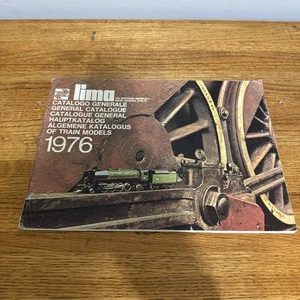 lima
CATALOGO GENERALE
GENERAL CATALOGUE
CATALOGUE GENERAL
HAUPTKATALOG
ALGEMENE KATALOGUS
OF TRAIN MODELS
1976